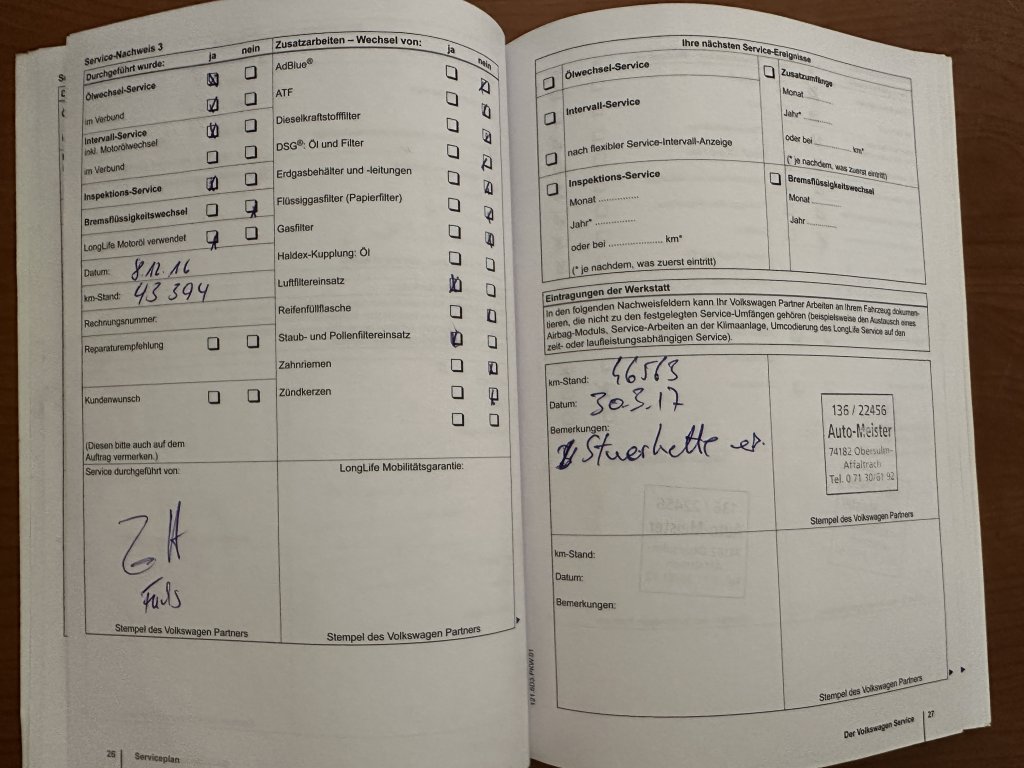 Service-Nachweis 3
Durchgeführt wurde: ja nein
Ölwechsel-Service
im Verbund
Intervall-Service
inkl. Motorölwechsel
im Verbund
Inspektions-Service
Bremsflüssigkeitswechsel
LongLife Motoröl verwendet
Datum: 8.12.16
km-Stand: 43 394
Rechnungsnummer:
Reparaturempfehlung
Kundenwunsch
(Diesen bitte auch auf dem
Auftrag vermerken.)
Service durchgeführt von:
Stempel des Volkswagen Partners
Zusatzarbeiten – Wechsel von: ja nein
AdBlue®
ATF
Dieselkraftstofffilter
DSG®: Öl und Filter
Erdgasbehälter und -leitungen
Flüssiggasfilter (Papierfilter)
Gasfilter
Haldex-Kupplung: Öl
Luftfiltereinsatz
Reifenfüllflasche
Staub- und Pollenfiltereinsatz
Zahnriemen
Zündkerzen
LongLife Mobilitätsgarantie:
Stempel des Volkswagen Partners
26 Serviceplan
Ihre nächsten Service-Ereignisse
Ölwechsel-Service
Intervall-Service
nach flexibler Service-Intervall-Anzeige
Inspektions-Service
Monat ...............
Jahr* ...............
oder bei .................... km*
(* je nachdem, was zuerst eintritt)
Zusatzumfänge
Monat ..........
Jahr* ..........
oder bei .............. km*
(* je nachdem, was zuerst eintritt)
Bremsflüssigkeitswechsel
Monat ...........
Jahr ...........
Eintragungen der Werkstatt
In den folgenden Nachweisfeldern kann Ihr Volkswagen Partner Arbeiten an Ihrem Fahrzeug dokumen-
tieren, die nicht zu den festgelegten Service-Umfängen gehören (beispielsweise den Austausch eines
Airbag-Moduls, Service-Arbeiten an der Klimaanlage, Umcodierung des LongLife Service auf den
zeit- oder laufleistungsabhängigen Service).
km-Stand: 46563
Datum: 30.3.17
Bemerkungen:
Stuerkette
136 / 22456
Auto-Meister
74182 Obersulm-
Affaltrach
Tel. 0 71 30/61 92
Stempel des Volkswagen Partners
km-Stand:
Datum:
Bemerkungen:
Stempel des Volkswagen Partners
121.5D3.PKW.01
Der Volkswagen Service 27